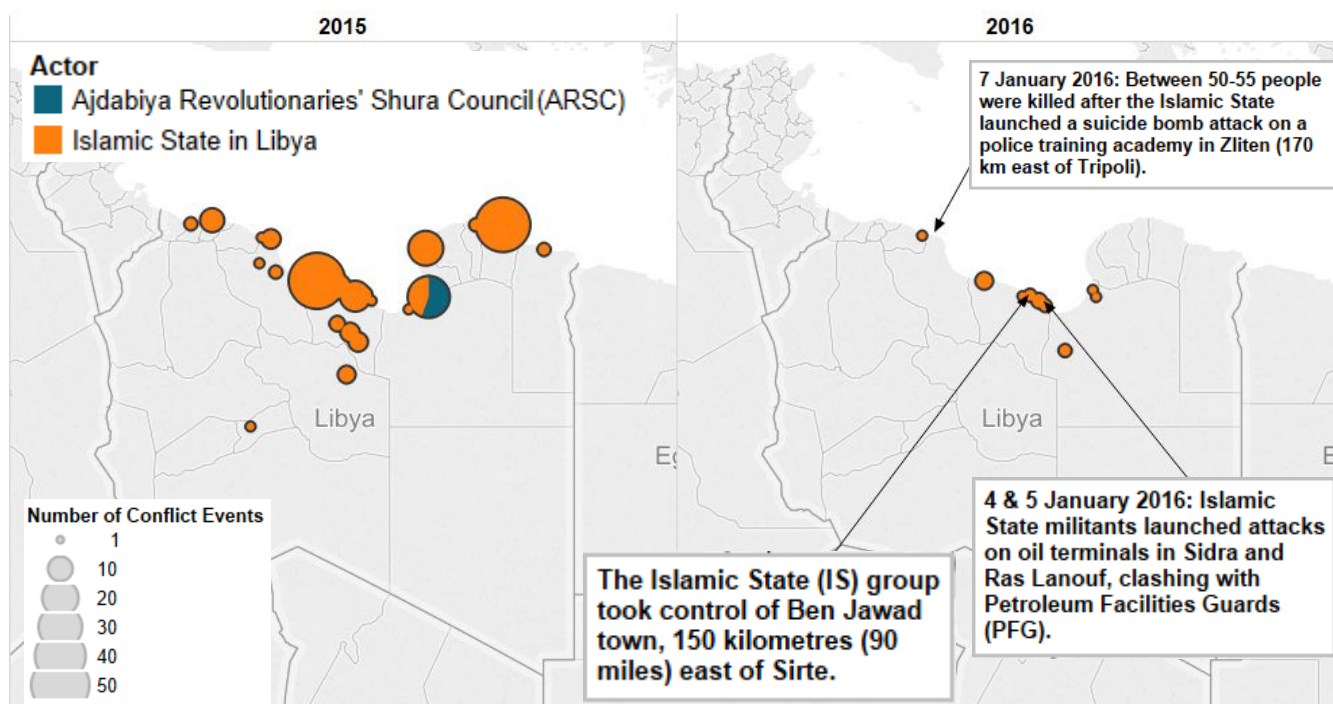 2015
Actor
Ajdabiya Revolutionaries' Shura Council (ARSC)
Islamic State in Libya
Libya
Number of Conflict Events
1
10
20
30
40
50
2016
7 January 2016: Between 50-55 people
were killed after the Islamic State
launched a suicide bomb attack on a
police training academy in Zliten (170
km east of Tripoli).
Libya
The Islamic State (IS) group
took control of Ben Jawad
town, 150 kilometres (90
miles) east of Sirte.
4 & 5 January 2016: Islamic
State militants launched attacks
on oil terminals in Sidra and
Ras Lanouf, clashing with
Petroleum Facilities Guards
(PFG).